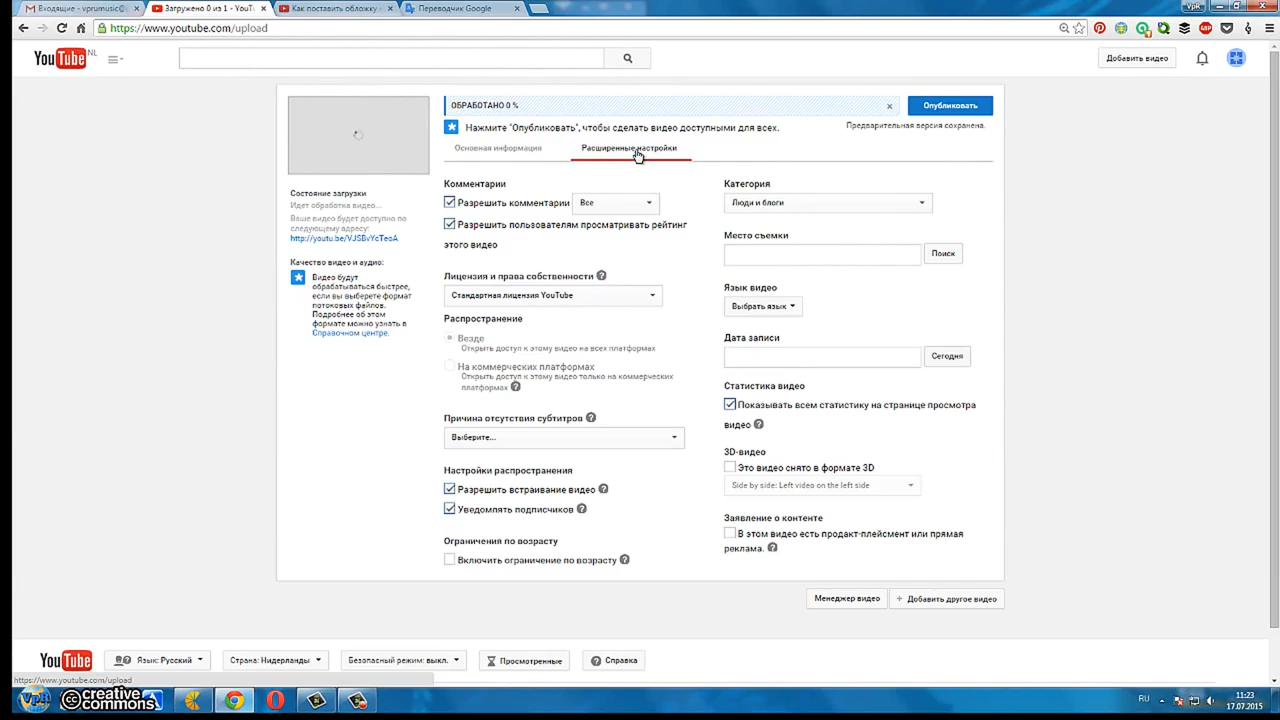 Входящие - vprumusic@
Загружено 0 из 1 - YouT
Как поставить обложку
Переводчик Google
VpR
https://www.youtube.com/upload
YouTube NL
Добавить видео
ОБРАБОТАНО 0 %
Опубликовать
Нажмите "Опубликовать", чтобы сделать видео доступными для всех.
Предварительная версия сохранена.
Основная информация
Расширенные настройки
Состояние загрузки
Идет обработка видео...
Ваше видео будет доступно по
следующему адресу:
http://youtu.be/VJSBvYcTeoA
Качество видео и аудио:
Видео будут
обрабатываться быстрее,
если вы выберете формат
потоковых файлов.
Подробнее об этом
формате можно узнать в
Справочном центре.
Комментарии
Разрешить комментарии Все
Разрешить пользователям просматривать рейтинг
этого видео
Лицензия и права собственности
Стандартная лицензия YouTube
Распространение
Везде
Открыть доступ к этому видео на всех платформах
На коммерческих платформах
Открыть доступ к этому видео только на коммерческих
платформах
Причина отсутствия субтитров
Выберите...
Настройки распространения
Разрешить встраивание видео
Уведомлять подписчиков
Ограничения по возрасту
Включить ограничение по возрасту
Категория
Люди и блоги
Место съемки
Поиск
Язык видео
Выбрать язык
Дата записи
Сегодня
Статистика видео
Показывать всем статистику на странице просмотра
видео
3D-видео
Это видео снято в формате 3D
Side by side: Left video on the left side
Заявление о контенте
В этом видео есть продакт-плейсмент или прямая
реклама.
Менеджер видео
+ Добавить другое видео
YouTube
Язык: Русский
Страна: Нидерланды
Безопасный режим: выкл.
Просмотренные
Справка
https://www.youtube.com/upload
VpR
creative
commons
RU
11:23
17.07.2015